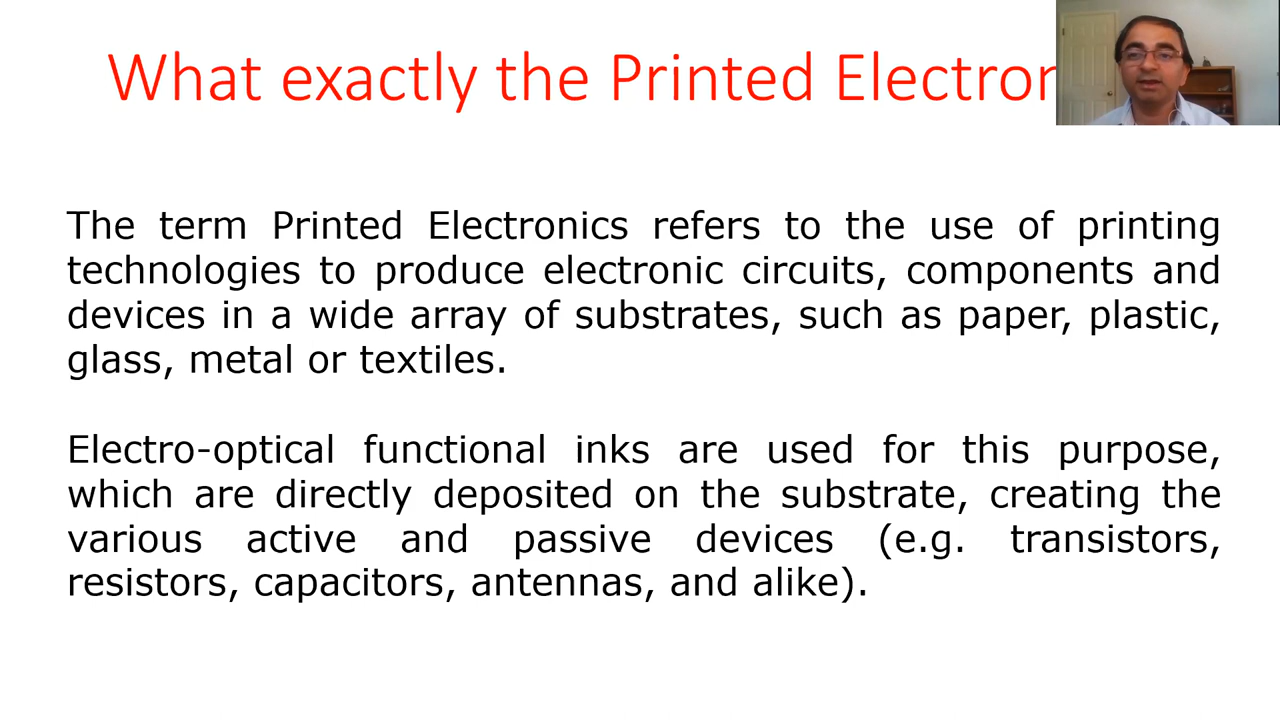 What exactly the Printed
The term Printed Electronics refers to the use of printing
technologies to produce electronic circuits, components and
devices in a wide array of substrates, such as paper, plastic,
glass, metal or textiles.
Electro-optical functional inks are used for this purpose,
which are directly deposited on the substrate, creating the
various active and passive devices (e.g. transistors,
resistors, capacitors, antennas, and alike).